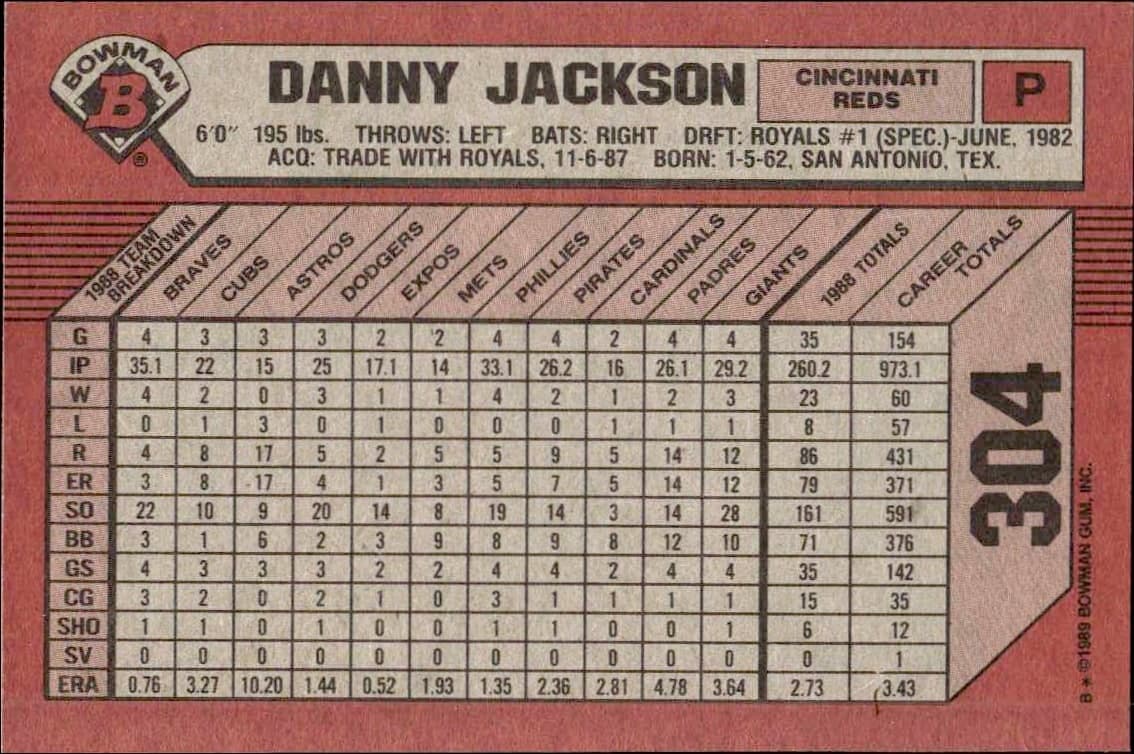 BOWMAN
B
®
DANNY JACKSON
CINCINNATI
REDS
P
6'0" 195 lbs. THROWS: LEFT BATS: RIGHT DRFT: ROYALS #1 (SPEC.)-JUNE, 1982
ACQ: TRADE WITH ROYALS, 11-6-87 BORN: 1-5-62, SAN ANTONIO, TEX.
1988 TEAM BREAKDOWN BRAVES CUBS ASTROS DODGERS EXPOS METS PHILLIES PIRATES CARDINALS PADRES GIANTS 1988 TOTALS CAREER TOTALS
G 4 3 3 3 2 2 4 4 2 4 4 35 154
IP 35.1 22 15 25 17.1 14 33.1 26.2 16 26.1 29.2 260.2 973.1
W 4 2 0 3 1 1 4 2 1 2 3 23 60
L 0 1 3 0 1 0 0 0 1 1 1 8 57
R 4 8 17 5 2 5 5 9 5 14 12 86 431
ER 3 8 17 4 1 3 5 7 5 14 12 79 371
SO 22 10 9 20 14 8 19 14 3 14 28 161 591
BB 3 1 6 2 3 9 8 9 8 12 10 71 376
GS 4 3 3 3 2 2 4 4 2 4 4 35 142
CG 3 2 0 2 1 0 3 1 1 1 1 15 35
SHO 1 1 0 1 0 0 1 1 0 0 1 6 12
SV 0 0 0 0 0 0 0 0 0 0 0 0 1
ERA 0.76 3.27 10.20 1.44 0.52 1.93 1.35 2.36 2.81 4.78 3.64 2.73 3.43
304
B * ©1989 BOWMAN GUM, INC.